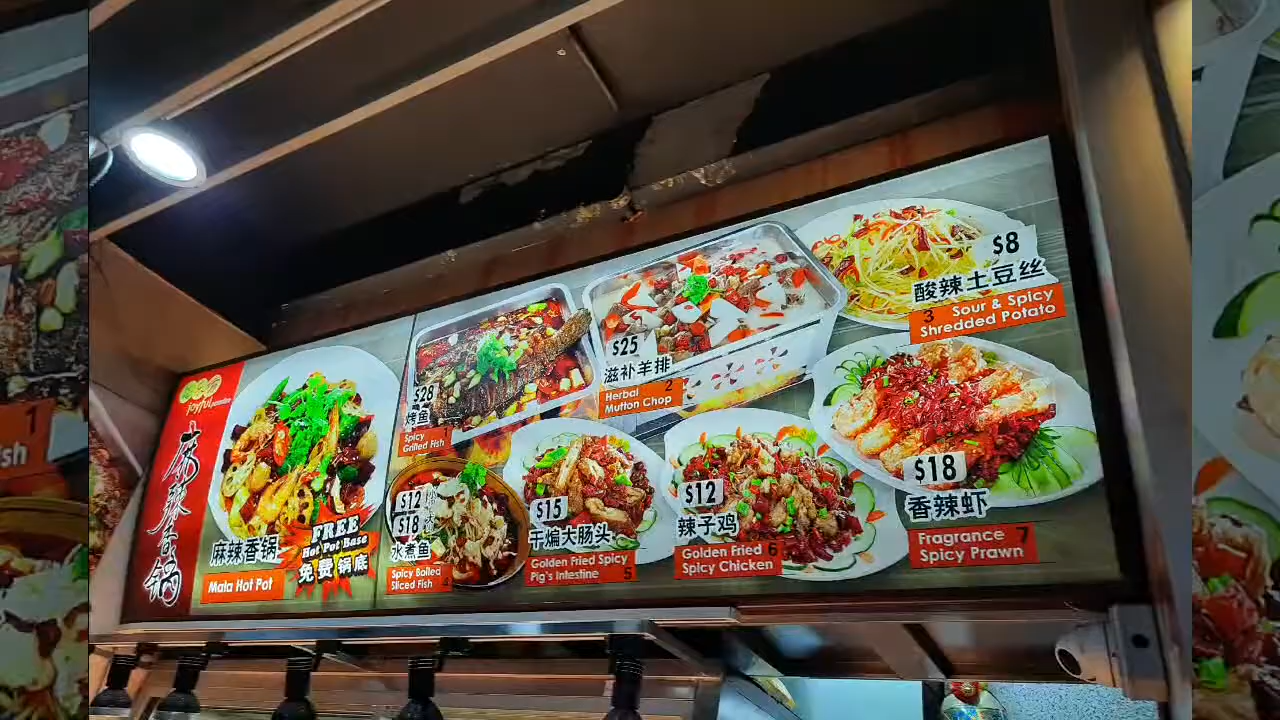 joyful
麻辣香锅
麻辣香锅
Mala Hot Pot
FREE
Hot Pot Base
免费锅底
$28
烤鱼
Spicy
Grilled Fish
$25
滋补羊排
2
Herbal
Mutton Chop
$8
酸辣土豆丝
3 Sour & Spicy
Shredded Potato
$12
$18
水煮鱼
Spicy Boiled
Sliced Fish 4
$15
干煸大肠头
Golden Fried Spicy
Pig's Intestine 5
$12
辣子鸡
Golden Fried 6
Spicy Chicken
$18
香辣虾
Fragrance 7
Spicy Prawn
1
sh